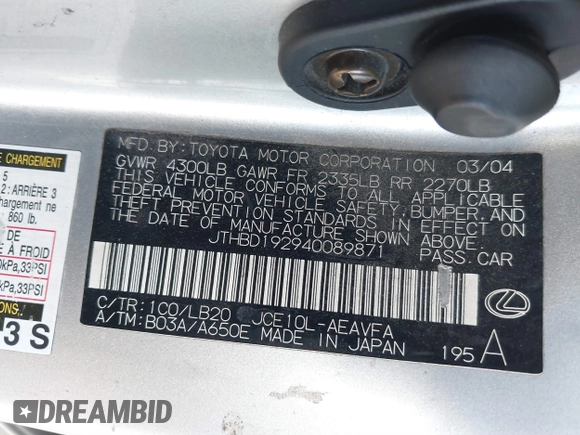 E CHARGEMENT
5
2:ARRIÈRE 3
hargement ne
860 lb.
DE
E À FROID
0kPa,33PSI
kPa,33PSI
ONS..
3 S
MFD. BY: TOYOTA MOTOR CORPORATION 03/04
GVWR 4300LB GAWR FR 2335LB RR 2270LB
THIS VEHICLE CONFORMS TO ALL APPLICABLE
FEDERAL MOTOR VEHICLE SAFETY, BUMPER, AND
THEFT PREVENTION STANDARDS IN EFFECT ON
THE DATE OF MANUFACTURE SHOWN ABOVE.
JTHBD192940089871 PASS. CAR
C/TR: 1C0/LB20 JCE10L-AEAVFA
A/TM: B03A/A650E MADE IN JAPAN 195 A
DREAMBID
DREAMBID